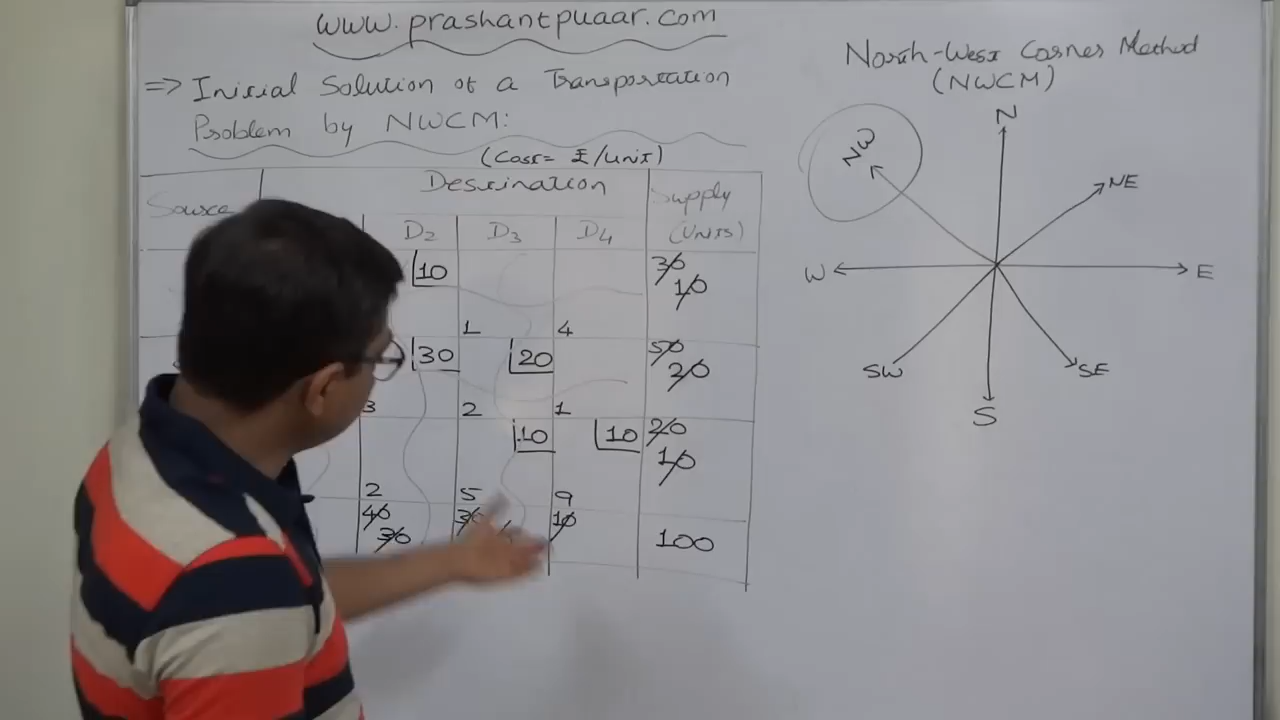 www.prashantpuaar.com
=> Initial Solution of a Transportation
Problem by NWCM:
(Cost= ₹/Unit)
Source Destination Supply
D2 D3 D4 (UNITS)
10 30 10
1 4
30 20 50 20
3 2 1
10 10 20 10
2 5 9
40 30 30 10 100
North-West Corner Method
(NWCM)
N
NW
NE
W E
SW SE
S